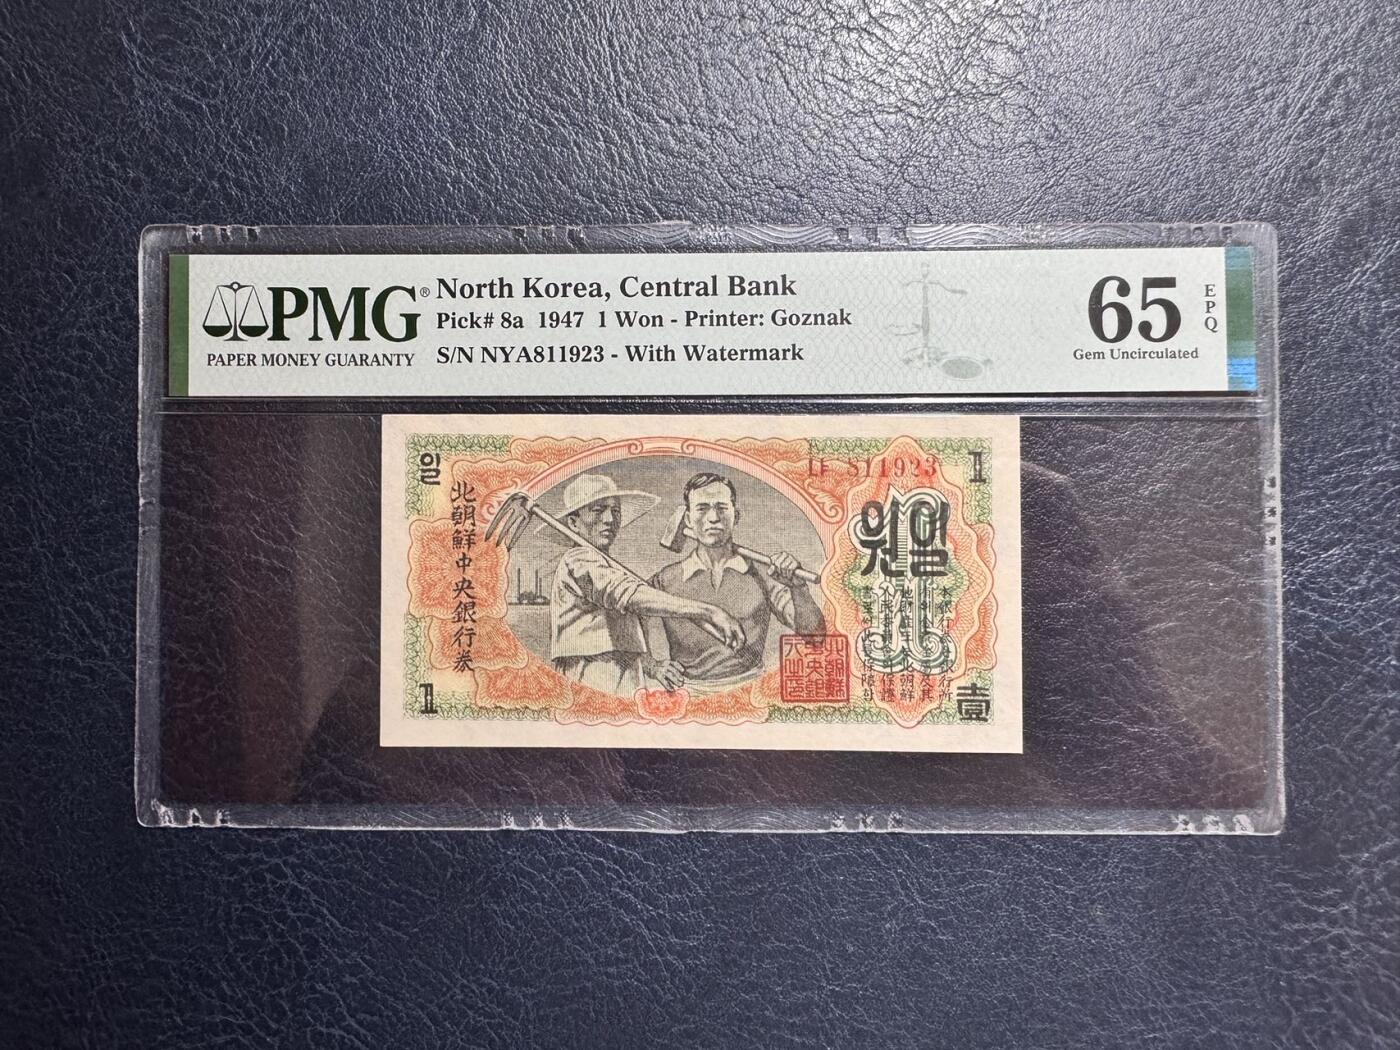 PMG®
PAPER MONEY GUARANTY
North Korea, Central Bank
Pick# 8a 1947 1 Won - Printer: Goznak
S/N NYA811923 - With Watermark
65
EPQ
Gem Uncirculated
일
811923
1
北朝鮮中央銀行券
일원
1
壹